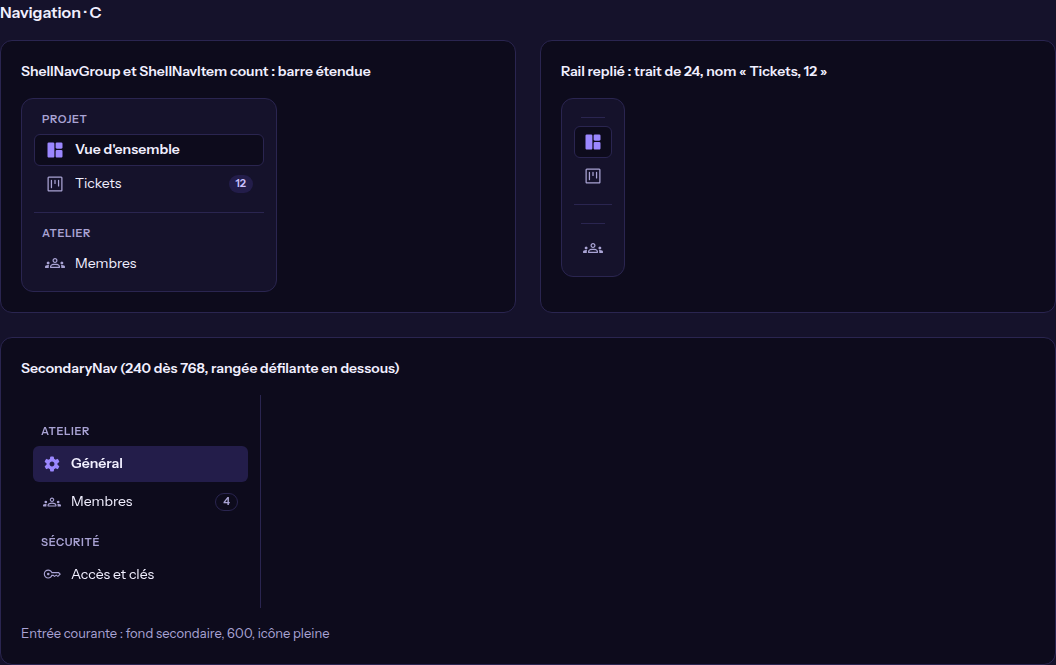 Navigation · C
ShellNavGroup et ShellNavItem count : barre étendue
PROJET
Vue d'ensemble
Tickets 12
ATELIER
Membres
Rail replié : trait de 24, nom « Tickets, 12 »
SecondaryNav (240 dès 768, rangée défilante en dessous)
ATELIER
Général
Membres 4
SÉCURITÉ
Accès et clés
Entrée courante : fond secondaire, 600, icône pleine